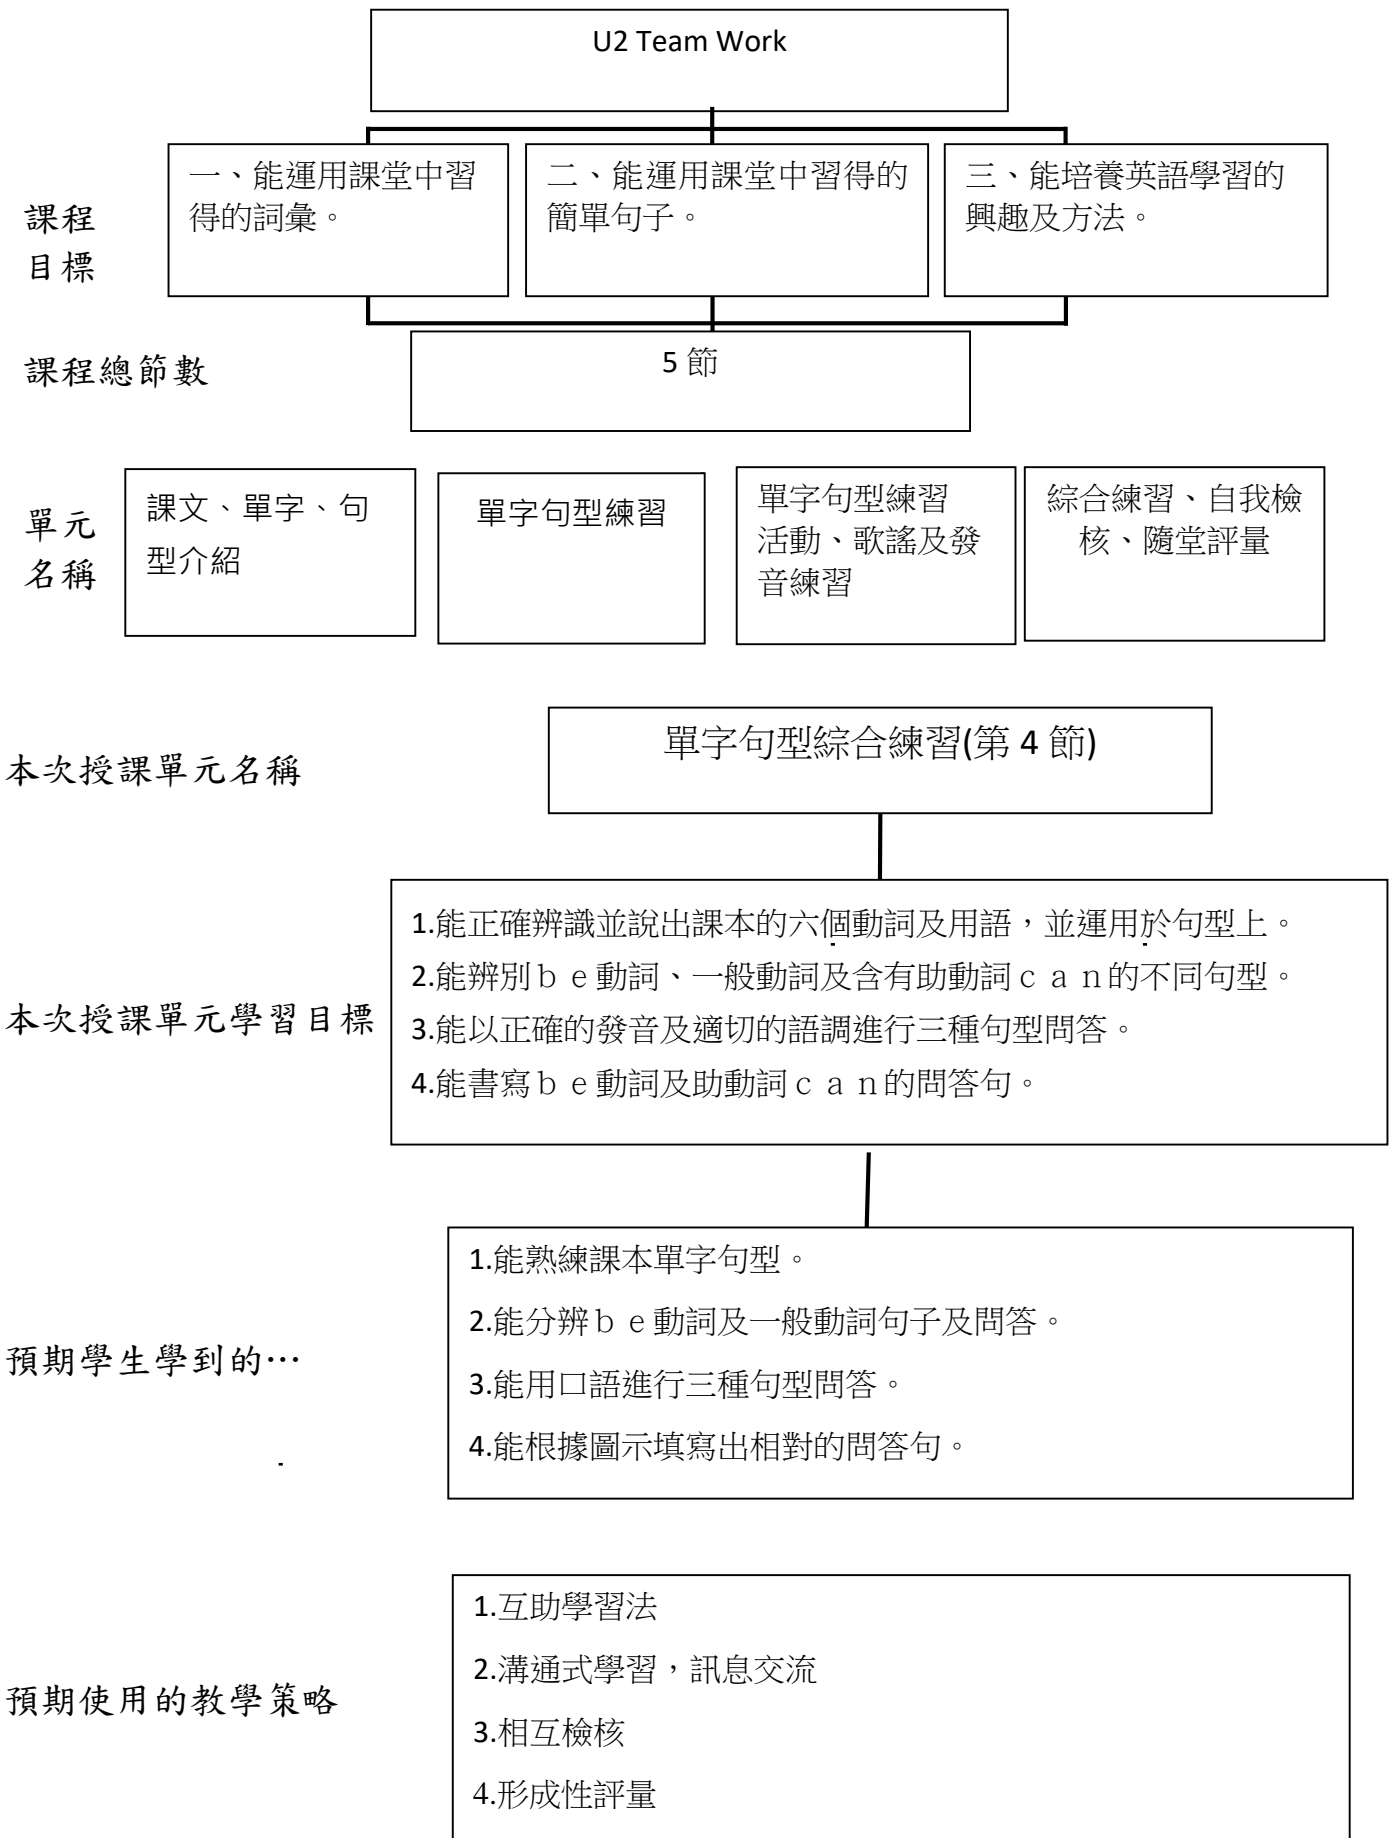 U2 Team Work
課程
目標
一、能運用課堂中習
得的詞彙。
二、能運用課堂中習得的
簡單句子。
三、能培養英語學習的
興趣及方法。
課程總節數
5 節
單元
名稱
課文、單字、句
型介紹
單字句型練習
單字句型練習
活動、歌謠及發
音練習
綜合練習、自我檢
核、隨堂評量
本次授課單元名稱
單字句型綜合練習(第 4 節)
本次授課單元學習目標
1.能正確辨識並說出課本的六個動詞及用語，並運用於句型上。
2.能辨別ｂｅ動詞、一般動詞及含有助動詞ｃａｎ的不同句型。
3.能以正確的發音及適切的語調進行三種句型問答。
4.能書寫ｂｅ動詞及助動詞ｃａｎ的問答句。
預期學生學到的…
1.能熟練課本單字句型。
2.能分辨ｂｅ動詞及一般動詞句子及問答。
3.能用口語進行三種句型問答。
4.能根據圖示填寫出相對的問答句。
預期使用的教學策略
1.互助學習法
2.溝通式學習，訊息交流
3.相互檢核
4.形成性評量